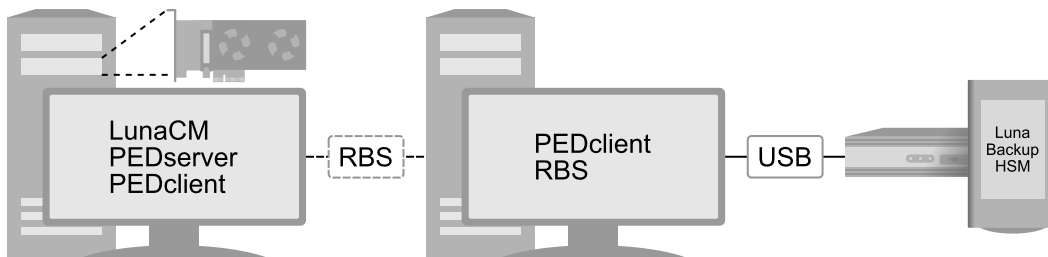 LunaCM
PEDserver
PEDclient
RBS
PEDclient
RBS
USB
Luna
Backup
HSM